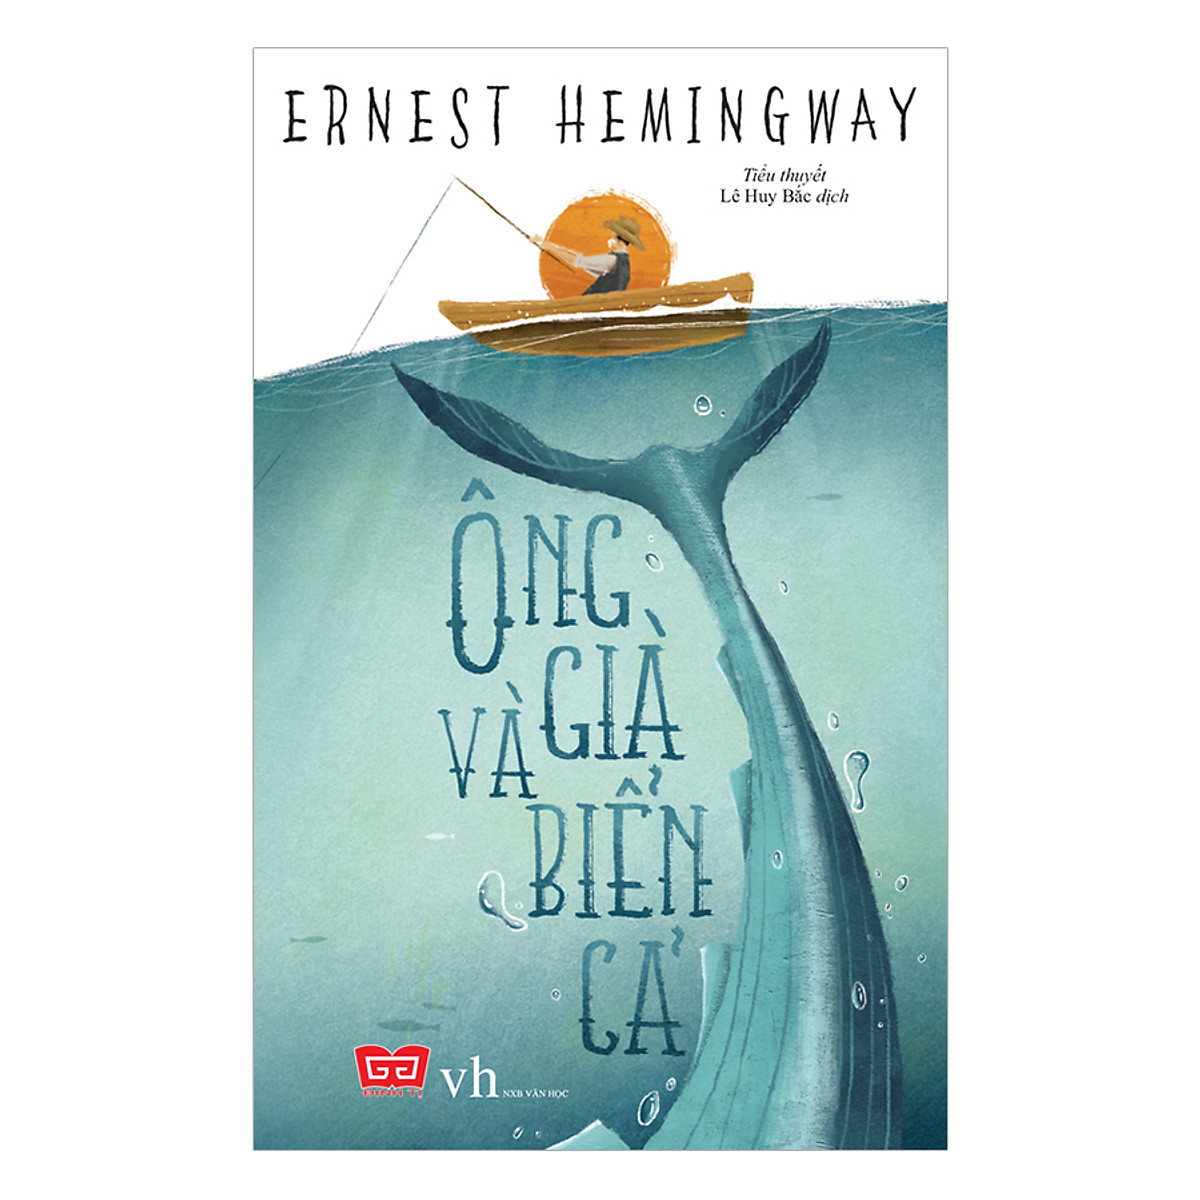 ERNEST HEMINGWAY
Tiểu thuyết
Lê Huy Bắc dịch
ÔNG
GIÀ
VÀ
BIỂN
CẢ
ĐINH TỊ
vh NXB VĂN HỌC